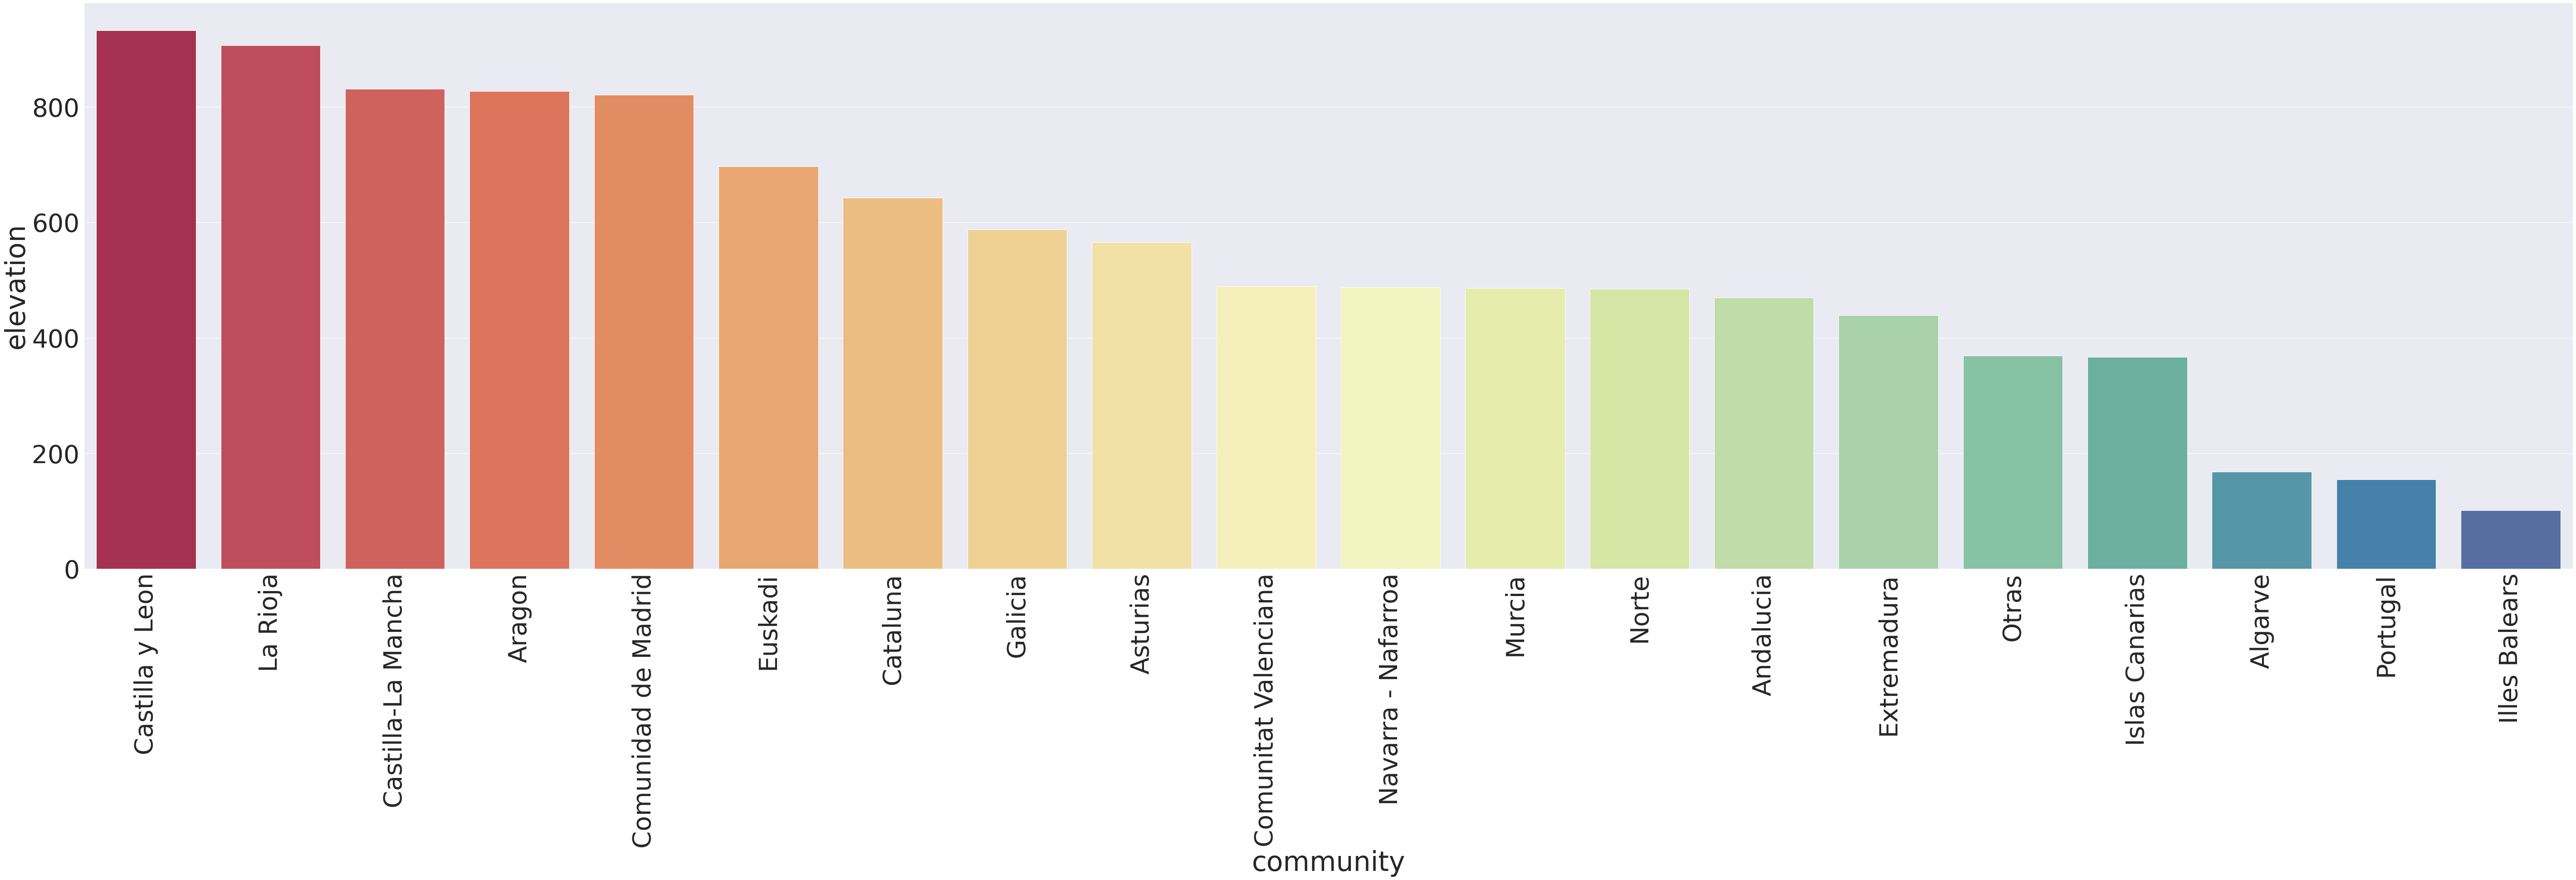 elevation
800
600
400
200
0
Castilla y Leon
La Rioja
Castilla-La Mancha
Aragon
Comunidad de Madrid
Euskadi
Cataluna
Galicia
Asturias
Comunitat Valenciana
Navarra - Nafarroa
Murcia
Norte
Andalucia
Extremadura
Otras
Islas Canarias
Algarve
Portugal
Illes Balears
community